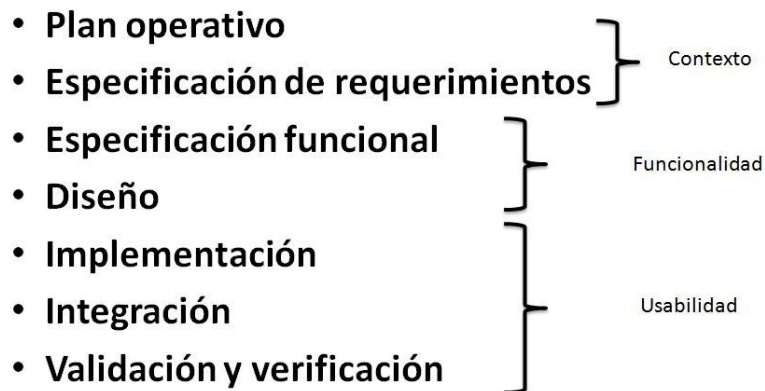 • Plan operativo
• Especificación de requerimientos
Contexto
• Especificación funcional
• Diseño
Funcionalidad
• Implementación
• Integración
• Validación y verificación
Usabilidad